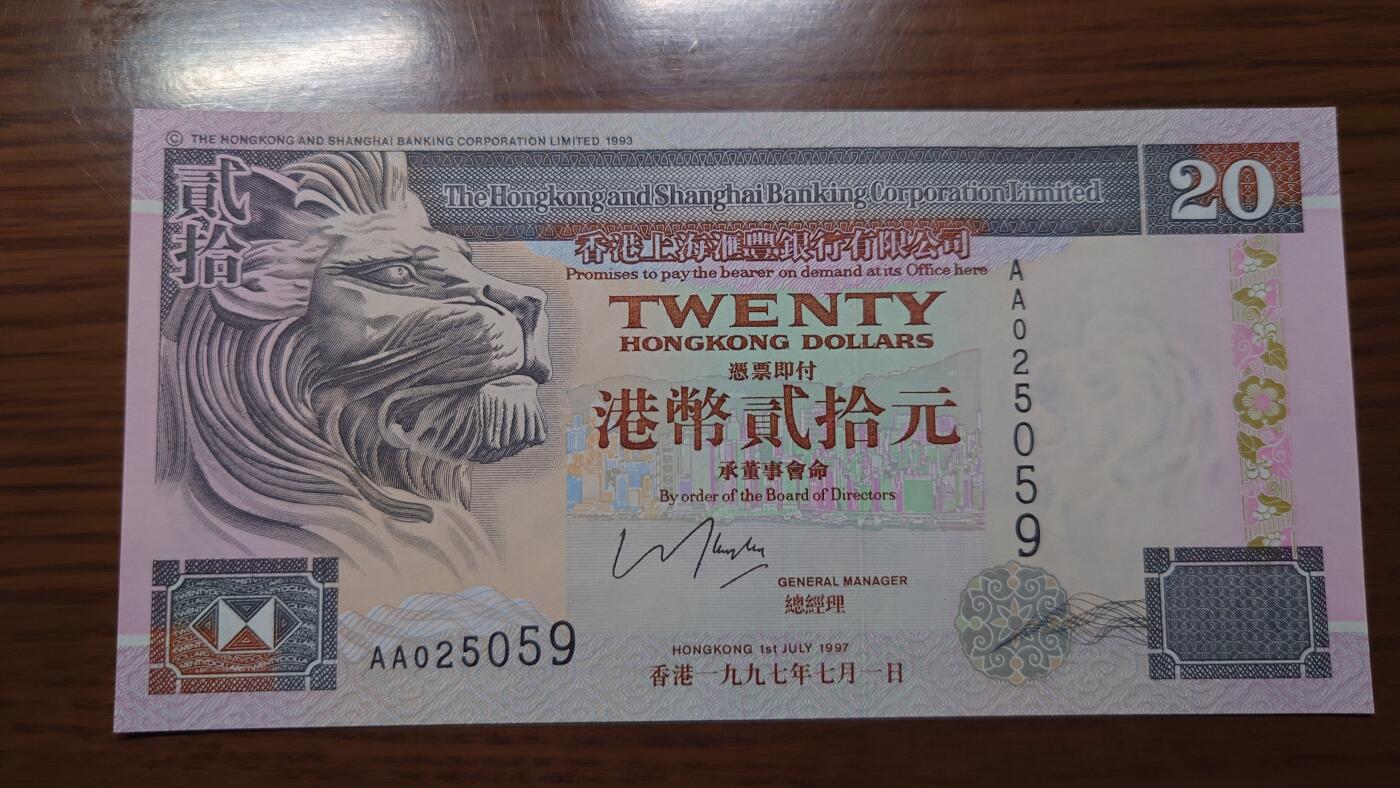 © THE HONGKONG AND SHANGHAI BANKING CORPORATION LIMITED 1993
貳拾
The Hongkong and Shanghai Banking Corporation Limited
20
香港上海滙豐銀行有限公司
Promises to pay the bearer on demand at its Office here
TWENTY
HONGKONG DOLLARS
憑票即付
港幣貳拾元
承董事會命
By order of the Board of Directors
AA025059
GENERAL MANAGER
總經理
AA025059
HONGKONG 1st JULY 1997
香港一九九七年七月一日